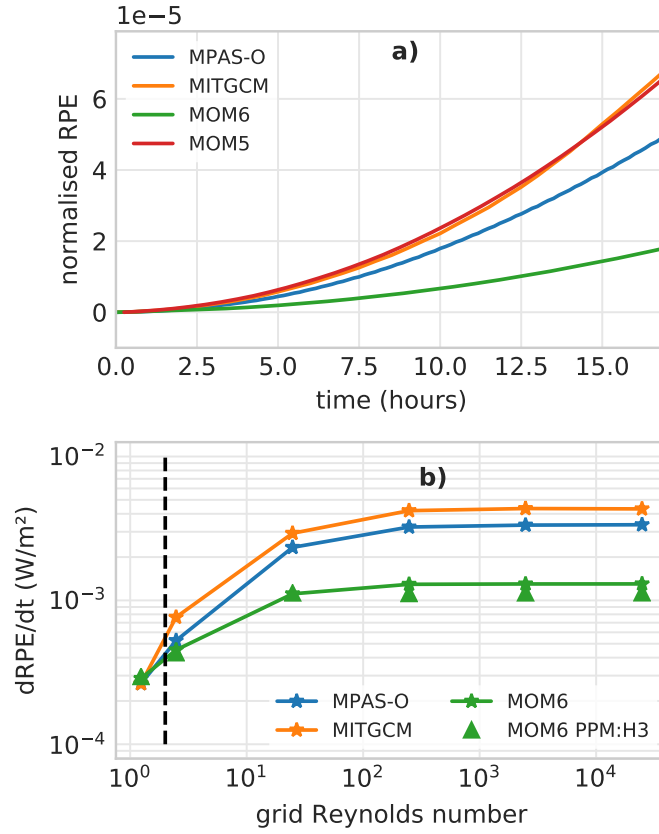 1e−5
a)
MPAS-O
MITGCM
MOM6
MOM5
normalised RPE
6
4
2
0
0.0 2.5 5.0 7.5 10.0 12.5 15.0
time (hours)
b)
dRPE/dt (W/m²)
10⁻²
10⁻³
10⁻⁴
MPAS-O MOM6
MITGCM MOM6 PPM:H3
10⁰ 10¹ 10² 10³ 10⁴
grid Reynolds number